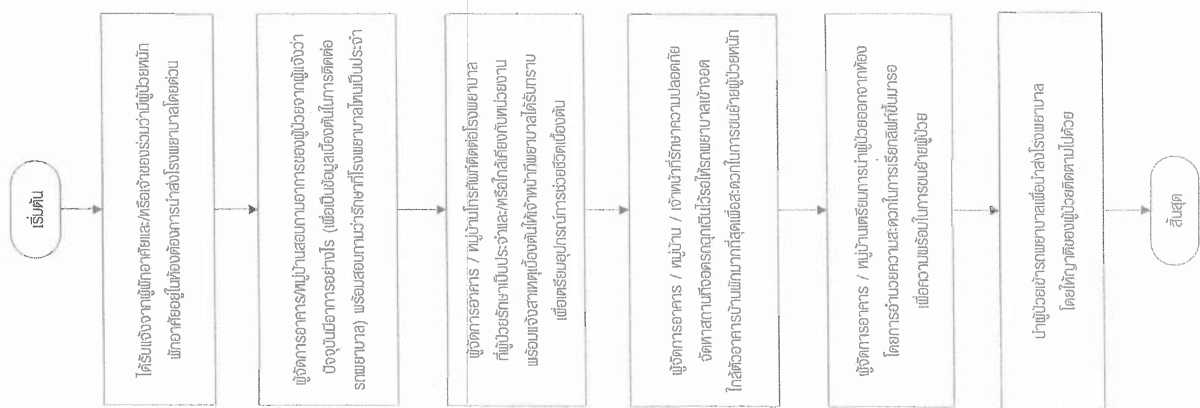 เริ่มต้น
ได้รับแจ้งจากผู้พักอาศัยและ/หรือเจ้าของร่วมว่ามีผู้ป่วยหนัก
พักอาศัยอยู่ในห้องต้องการนำส่งโรงพยาบาลโดยด่วน
ผู้จัดการอาคาร/หมู่บ้านสอบถามอาการของผู้ป่วยจากผู้แจ้งว่า
ปัจจุบันมีอาการอย่างไร (เพื่อเป็นข้อมูลเบื้องต้นในการติดต่อ
รถพยาบาล) พร้อมสอบถามว่ารักษาที่โรงพยาบาลไหนเป็นประจำ
ผู้จัดการอาคาร / หมู่บ้านโทรศัพท์ติดต่อโรงพยาบาล
ที่ผู้ป่วยรักษาเป็นประจำและ/หรือใกล้เคียงกับหน่วยงาน
พร้อมแจ้งสาเหตุเบื้องต้นให้เจ้าหน้าที่พยาบาลได้รับทราบ
เพื่อเตรียมอุปกรณ์การช่วยชีวิตเบื้องต้น
ผู้จัดการอาคาร / หมู่บ้าน / เจ้าหน้าที่รักษาความปลอดภัย
จัดหาสถานที่จอดรถฉุกเฉินไว้รอให้รถพยาบาลเข้าจอด
ใกล้ตัวอาคารบ้านพักมากที่สุดเพื่อสะดวกในการขนย้ายผู้ป่วยหนัก
ผู้จัดการอาคาร / หมู่บ้านเตรียมการนำผู้ป่วยออกจากห้อง
โดยการอำนวยความสะดวกในการเรียกลิฟท์ขึ้นมารอ
เพื่อความพร้อมในการขนย้ายผู้ป่วย
นำผู้ป่วยเข้ารถพยาบาลเพื่อนำส่งโรงพยาบาล
โดยให้ญาติของผู้ป่วยติดตามไปด้วย
สิ้นสุด